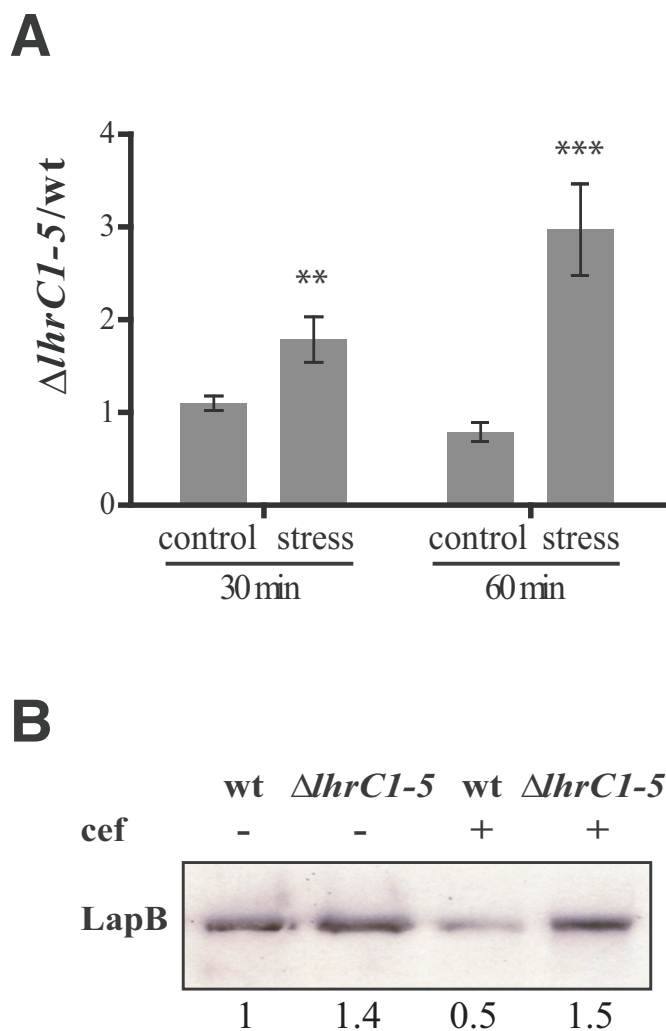 A
ΔlhrC1-5/wt
4
***
3
**
2
1
0
control stress control stress
30 min 60 min
B
wt ΔlhrC1-5 wt ΔlhrC1-5
cef - - + +
LapB
1 1.4 0.5 1.5